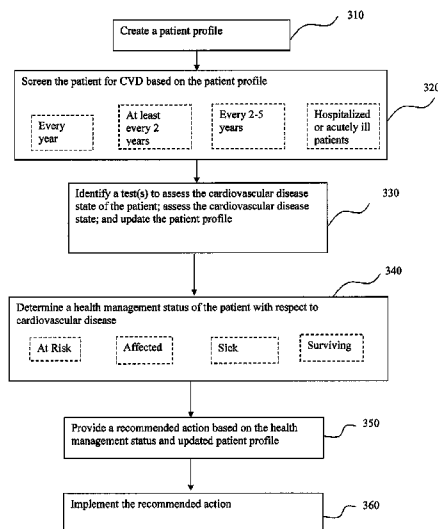 310
Create a patient profile
Screen the patient for CVD based on the patient profile
320
Every
year
At least
every 2
years
Every 2-5
years
Hospitalized
or acutely ill
patients
330
Identify a test(s) to assess the cardiovascular disease
state of the patient; assess the cardiovascular disease
state; and update the patient profile
340
Determine a health management status of the patient with respect to
cardiovascular disease
At Risk
Affected
Sick
Surviving
350
Provide a recommended action based on the health
management status and updated patient profile
360
Implement the recommended action